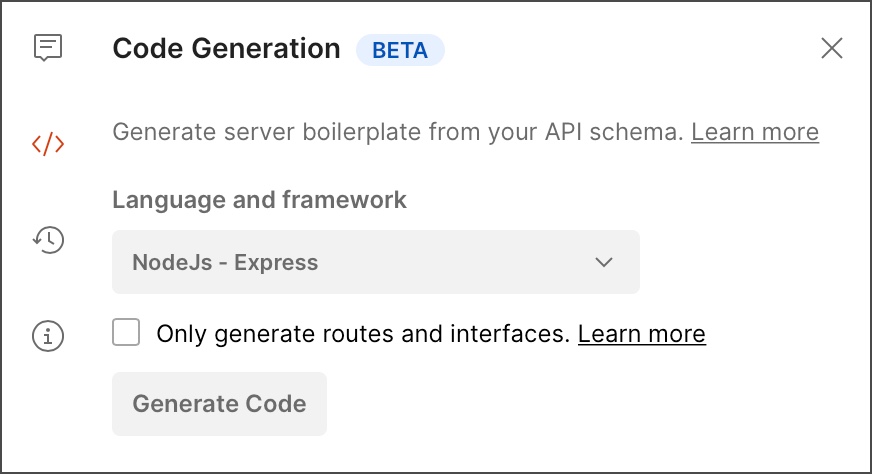 Code Generation BETA
Generate server boilerplate from your API schema. Learn more
Language and framework
NodeJs - Express
Only generate routes and interfaces. Learn more
Generate Code